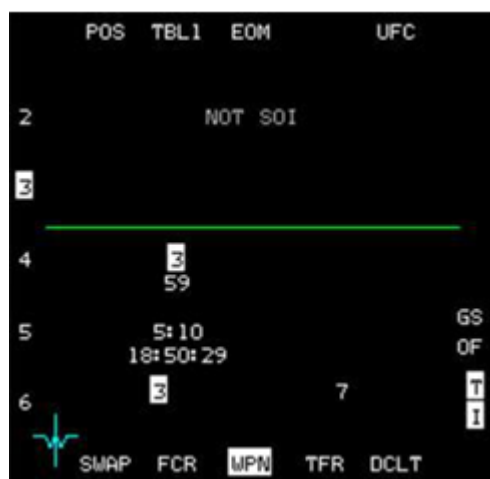 POS TBL1 EOM UFC
2 NOT SOI
3
4 3
59
GS
5 5:10 OF
18:50:29
3 7 T
6 I
SWAP FCR WPN TFR DCLT